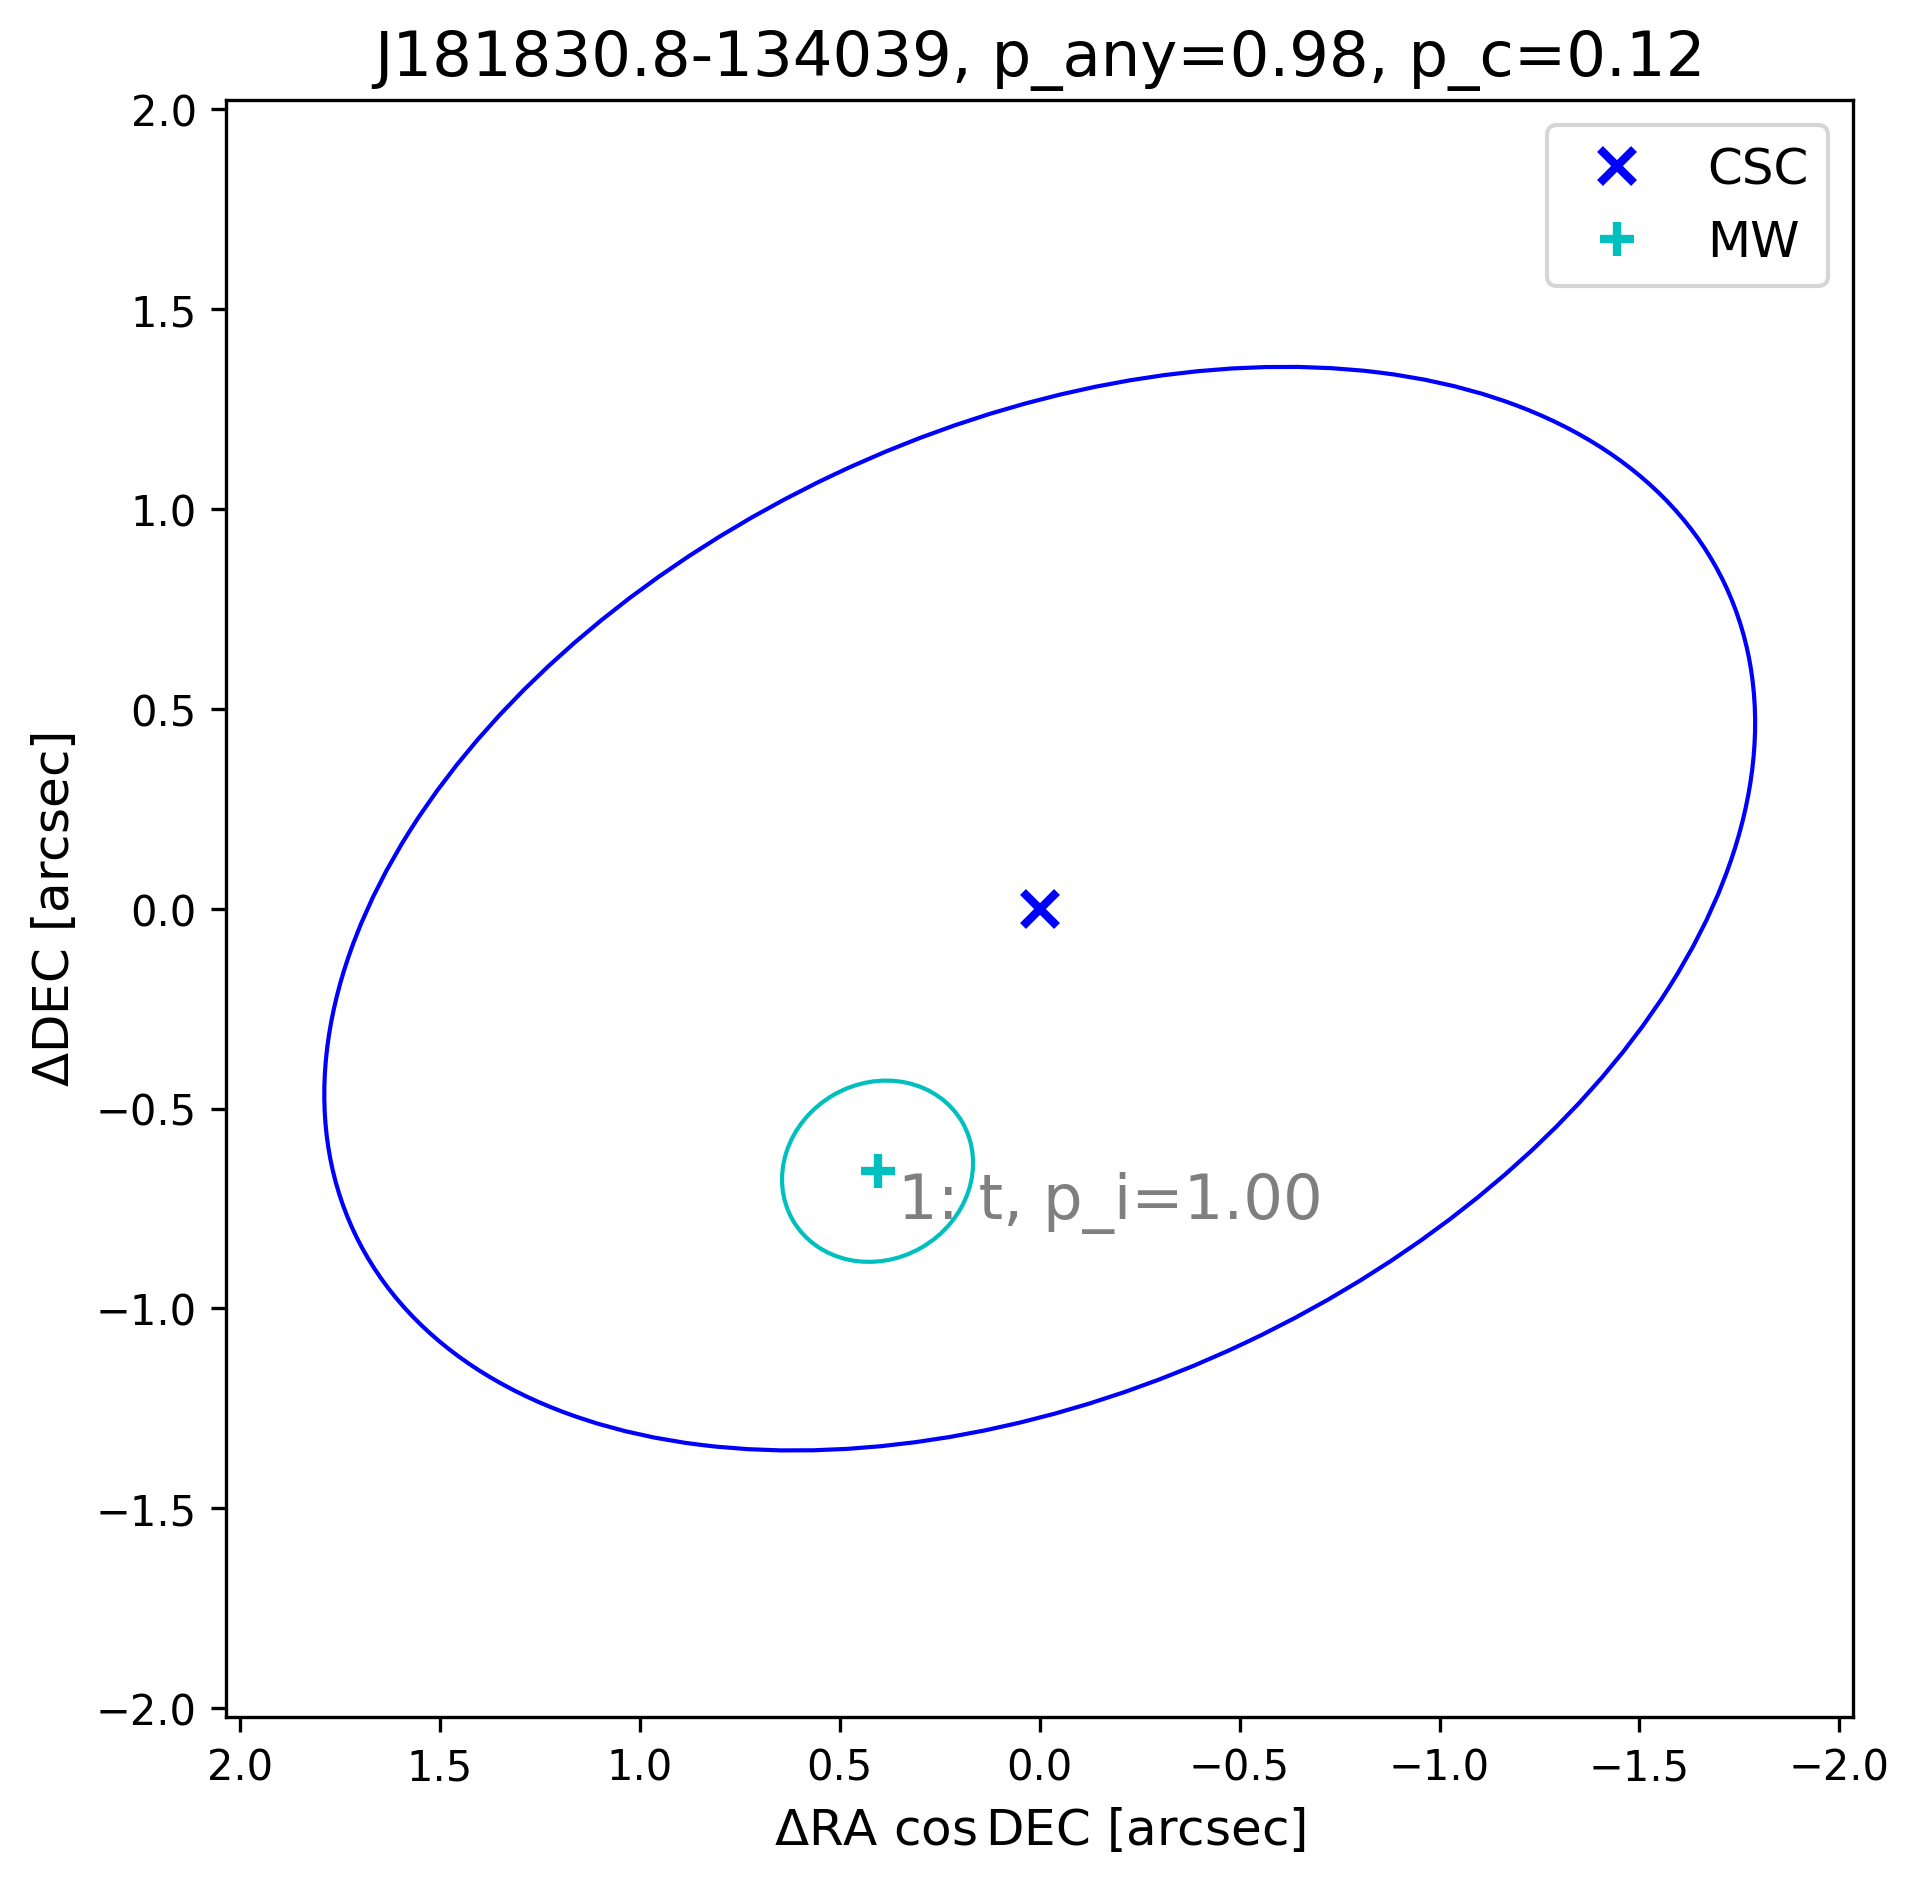 J181830.8-134039, p_any=0.98, p_c=0.12
CSC
MW
2.0
1.5
1.0
0.5
0.0
−0.5
−1.0
−1.5
−2.0
ΔDEC [arcsec]
1: t, p_i=1.00
2.0 1.5 1.0 0.5 0.0 −0.5 −1.0 −1.5 −2.0
ΔRA cos DEC [arcsec]